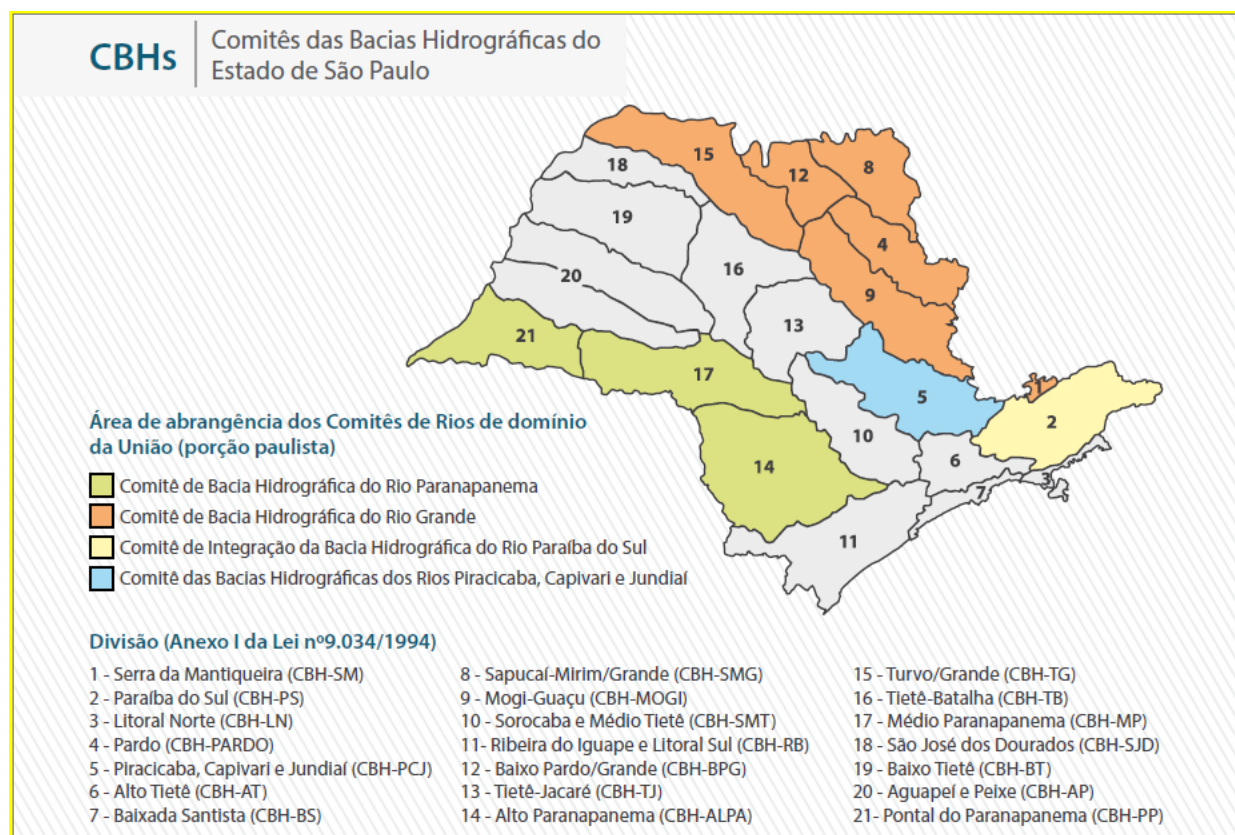 CBHs
Comitês das Bacias Hidrográficas do
Estado de São Paulo
15
8
18
12
19
4
16
20
9
13
21
17
1
5
2
10
6
14
3
7
11
Área de abrangência dos Comitês de Rios de domínio
da União (porção paulista)
Comitê de Bacia Hidrográfica do Rio Paranapanema
Comitê de Bacia Hidrográfica do Rio Grande
Comitê de Integração da Bacia Hidrográfica do Rio Paraíba do Sul
Comitê das Bacias Hidrográficas dos Rios Piracicaba, Capivari e Jundiaí
Divisão (Anexo I da Lei nº9.034/1994)
1 - Serra da Mantiqueira (CBH-SM)
2 - Paraíba do Sul (CBH-PS)
3 - Litoral Norte (CBH-LN)
4 - Pardo (CBH-PARDO)
5 - Piracicaba, Capivari e Jundiaí (CBH-PCJ)
6 - Alto Tietê (CBH-AT)
7 - Baixada Santista (CBH-BS)
8 - Sapucaí-Mirim/Grande (CBH-SMG)
9 - Mogi-Guaçu (CBH-MOGI)
10 - Sorocaba e Médio Tietê (CBH-SMT)
11- Ribeira do Iguape e Litoral Sul (CBH-RB)
12 - Baixo Pardo/Grande (CBH-BPG)
13 - Tietê-Jacaré (CBH-TJ)
14 - Alto Paranapanema (CBH-ALPA)
15 - Turvo/Grande (CBH-TG)
16 - Tietê-Batalha (CBH-TB)
17 - Médio Paranapanema (CBH-MP)
18 - São José dos Dourados (CBH-SJD)
19 - Baixo Tietê (CBH-BT)
20 - Aguapeí e Peixe (CBH-AP)
21- Pontal do Paranapanema (CBH-PP)